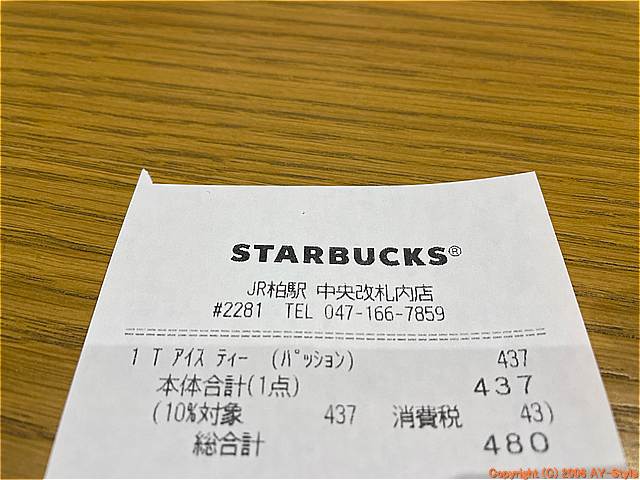 STARBUCKS®
JR柏駅 中央改札内店
#2281 TEL 047-166-7859
1 T ｱｲｽ ﾃｨｰ (ﾊﾟｯｼｮﾝ) 437
本体合計(1点) 437
(10%対象 437 消費税 43)
総合計 480
Copyright (C) 2006 AY-Style